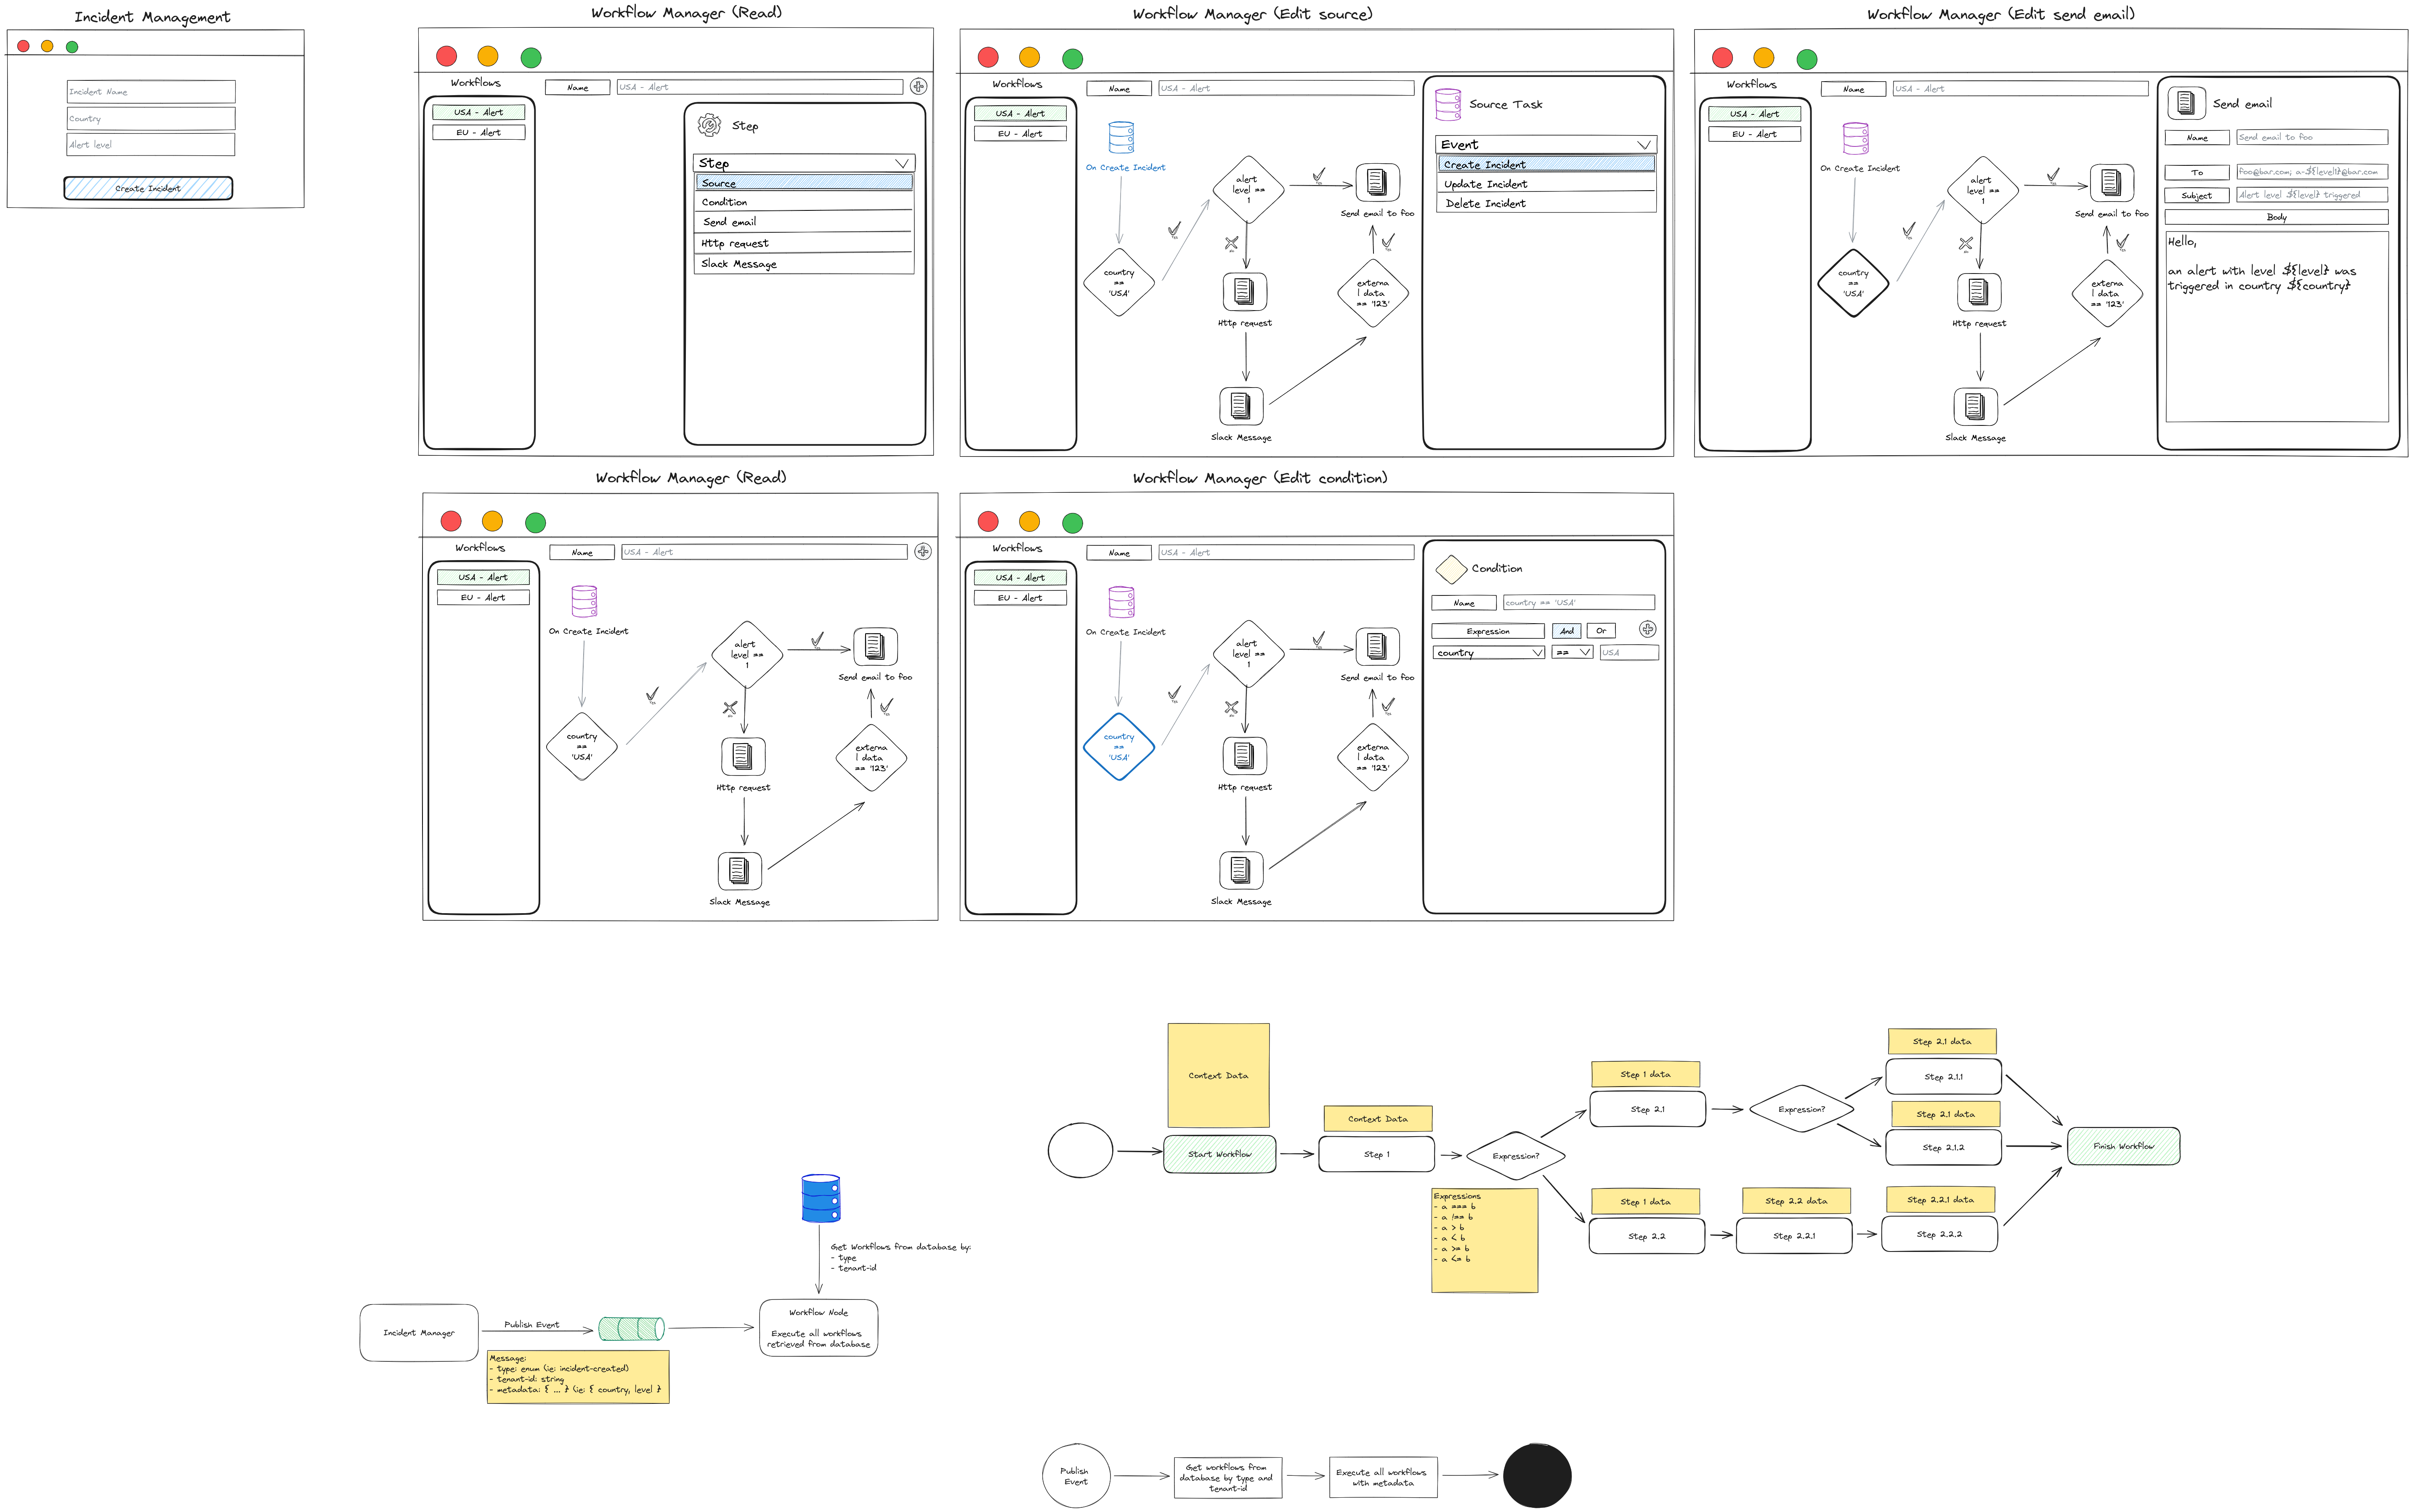 Incident Management
Incident Name
Country
Alert level
Create Incident
Workflow Manager (Read)
Workflows
USA - Alert
EU - Alert
Name
USA - Alert
Step
Step
Source
Condition
Send email
Http request
Slack Message
Workflow Manager (Edit source)
Workflows
USA - Alert
EU - Alert
Name
USA - Alert
On Create Incident
country
==
'USA'
Yes
alert
level ==
1
Yes
Send email to foo
No
Http request
Slack Message
externa
l data
== '123'
Yes
Source Task
Event
Create Incident
Update Incident
Delete Incident
Workflow Manager (Edit send email)
Workflows
USA - Alert
EU - Alert
Name
USA - Alert
On Create Incident
country
==
'USA'
Yes
alert
level ==
1
Yes
Send email to foo
No
Http request
Slack Message
externa
l data
== '123'
Yes
Send email
Name
Send email to foo
To
foo@bar.com; a-${level}@bar.com
Subject
Alert level ${level} triggered
Body
Hello,
an alert with level ${level} was
triggered in country ${country}
Workflow Manager (Read)
Workflows
USA - Alert
EU - Alert
Name
USA - Alert
On Create Incident
country
==
'USA'
Yes
alert
level ==
1
Yes
Send email to foo
No
Http request
Slack Message
externa
l data
== '123'
Yes
Workflow Manager (Edit condition)
Workflows
USA - Alert
EU - Alert
Name
USA - Alert
On Create Incident
country
==
'USA'
Yes
alert
level ==
1
Yes
Send email to foo
No
Http request
Slack Message
externa
l data
== '123'
Yes
Condition
Name
country == 'USA'
Expression
And
Or
country
==
USA
Context Data
Start Workflow
Context Data
Step 1
Expression?
Expressions
- a === b
- a !== b
- a > b
- a < b
- a >= b
- a <= b
Step 1 data
Step 2.1
Expression?
Step 2.1 data
Step 2.1.1
Step 2.1 data
Step 2.1.2
Step 1 data
Step 2.2
Step 2.2 data
Step 2.2.1
Step 2.2.1 data
Step 2.2.2
Finish Workflow
Get Workflows from database by:
- type
- tenant-id
Incident Manager
Publish Event
Message:
- type: enum (ie: incident-created)
- tenant-id: string
- metadata: { ... } (ie: { country, level }
Workflow Node
Execute all workflows
retrieved from database
Publish
Event
Get workflows from
database by type and
tenant-id
Execute all workflows
with metadata